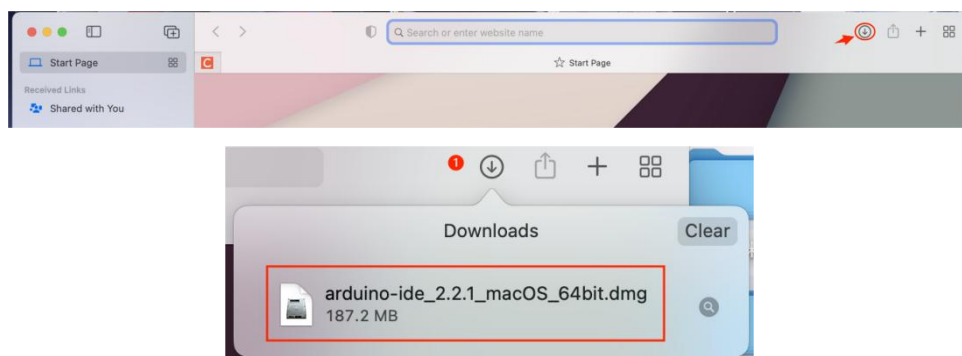 Search or enter website name
Start Page
C
Start Page
Received Links
Shared with You
1
Downloads
Clear
arduino-ide_2.2.1_macOS_64bit.dmg
187.2 MB